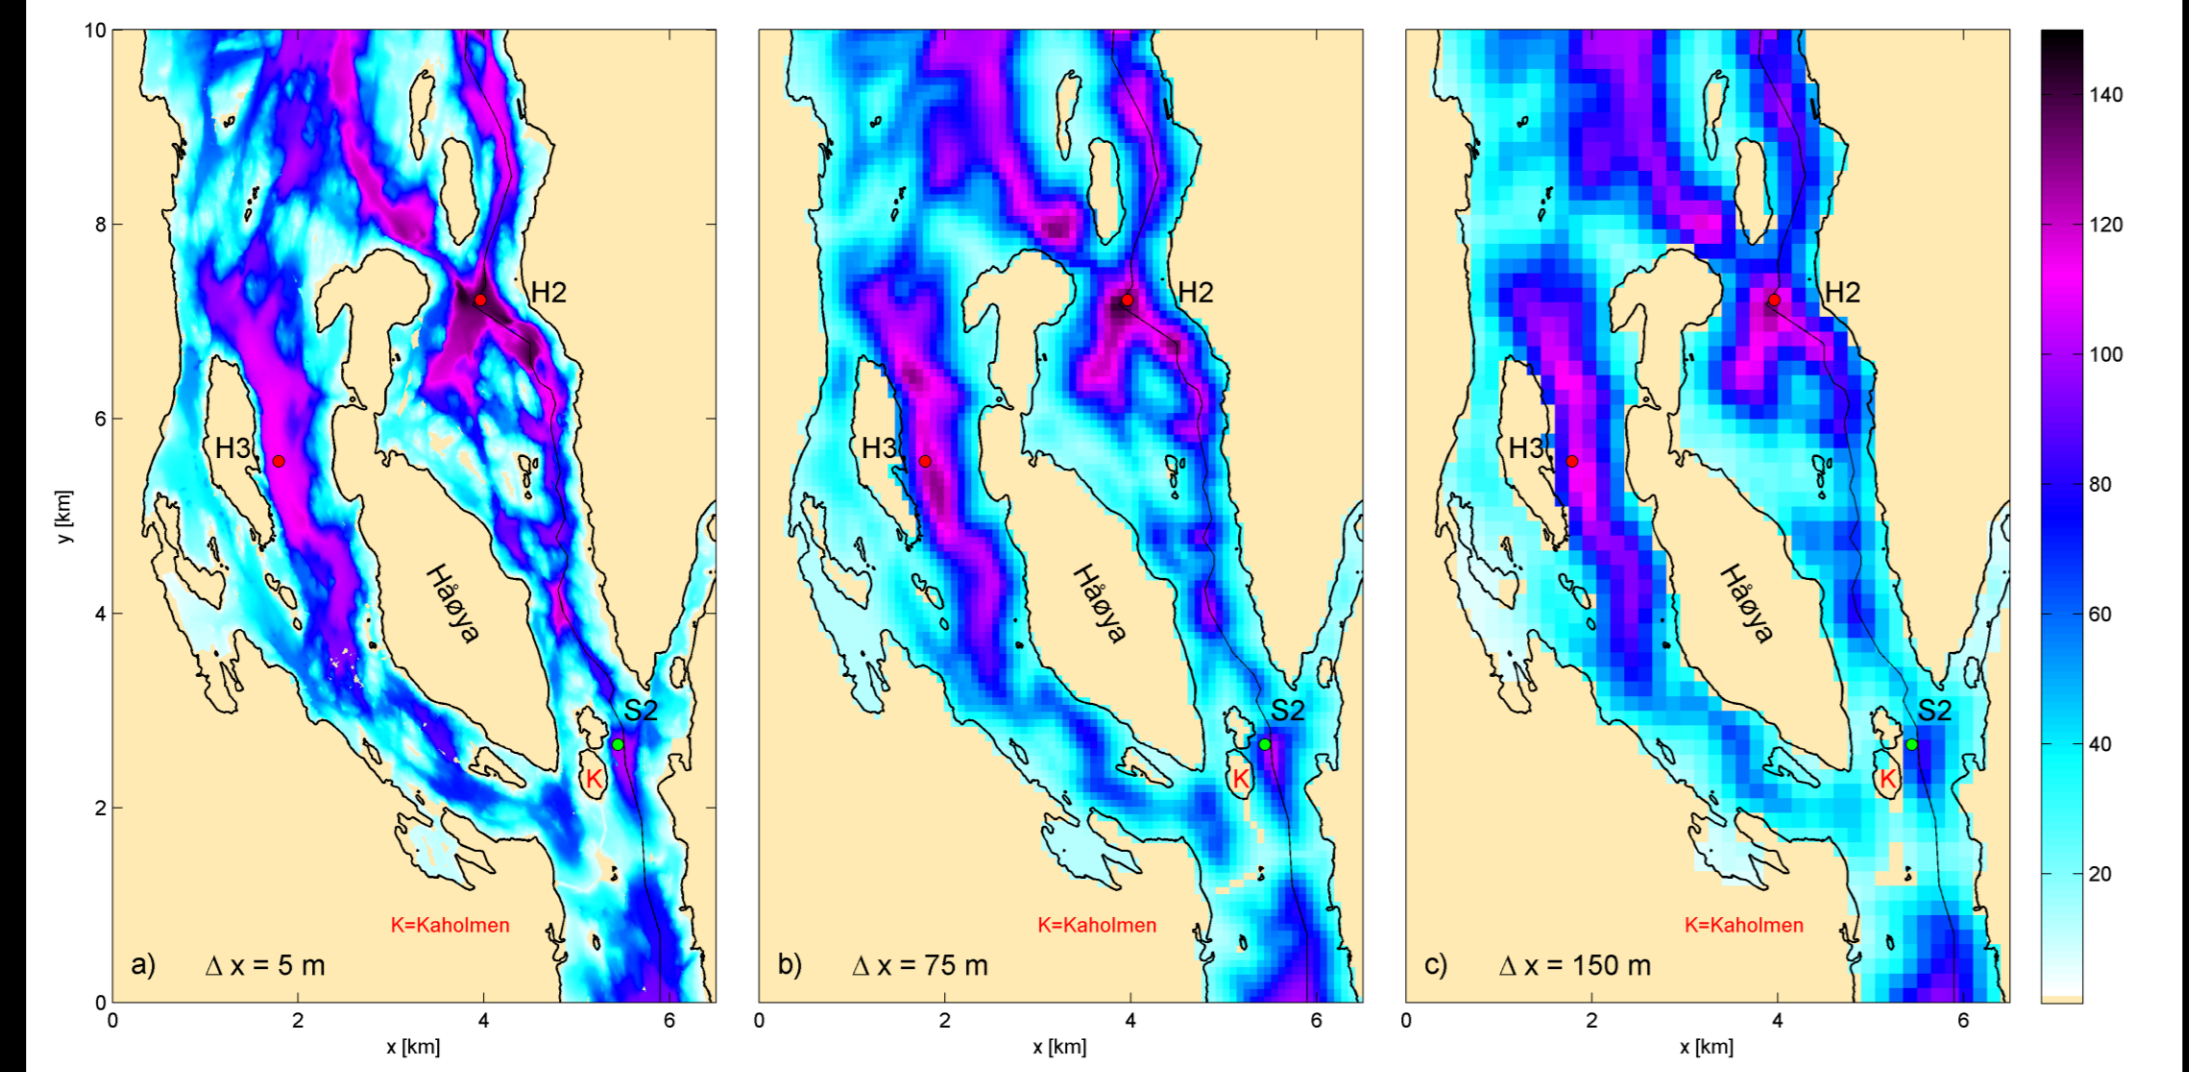 10
8
6
4
2
0
y [km]
H2
H3
Håøya
S2
K
K=Kaholmen
a) Δ x = 5 m
0 2 4 6
x [km]
H2
H3
Håøya
S2
K
K=Kaholmen
b) Δ x = 75 m
0 2 4 6
x [km]
H2
H3
Håøya
S2
K
K=Kaholmen
c) Δ x = 150 m
0 2 4 6
x [km]
140
120
100
80
60
40
20